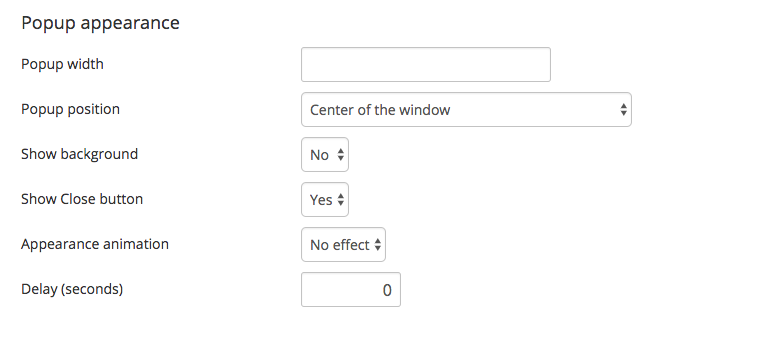 Popup appearance
Popup width
Popup position Center of the window
Show background No
Show Close button Yes
Appearance animation No effect
Delay (seconds) 0